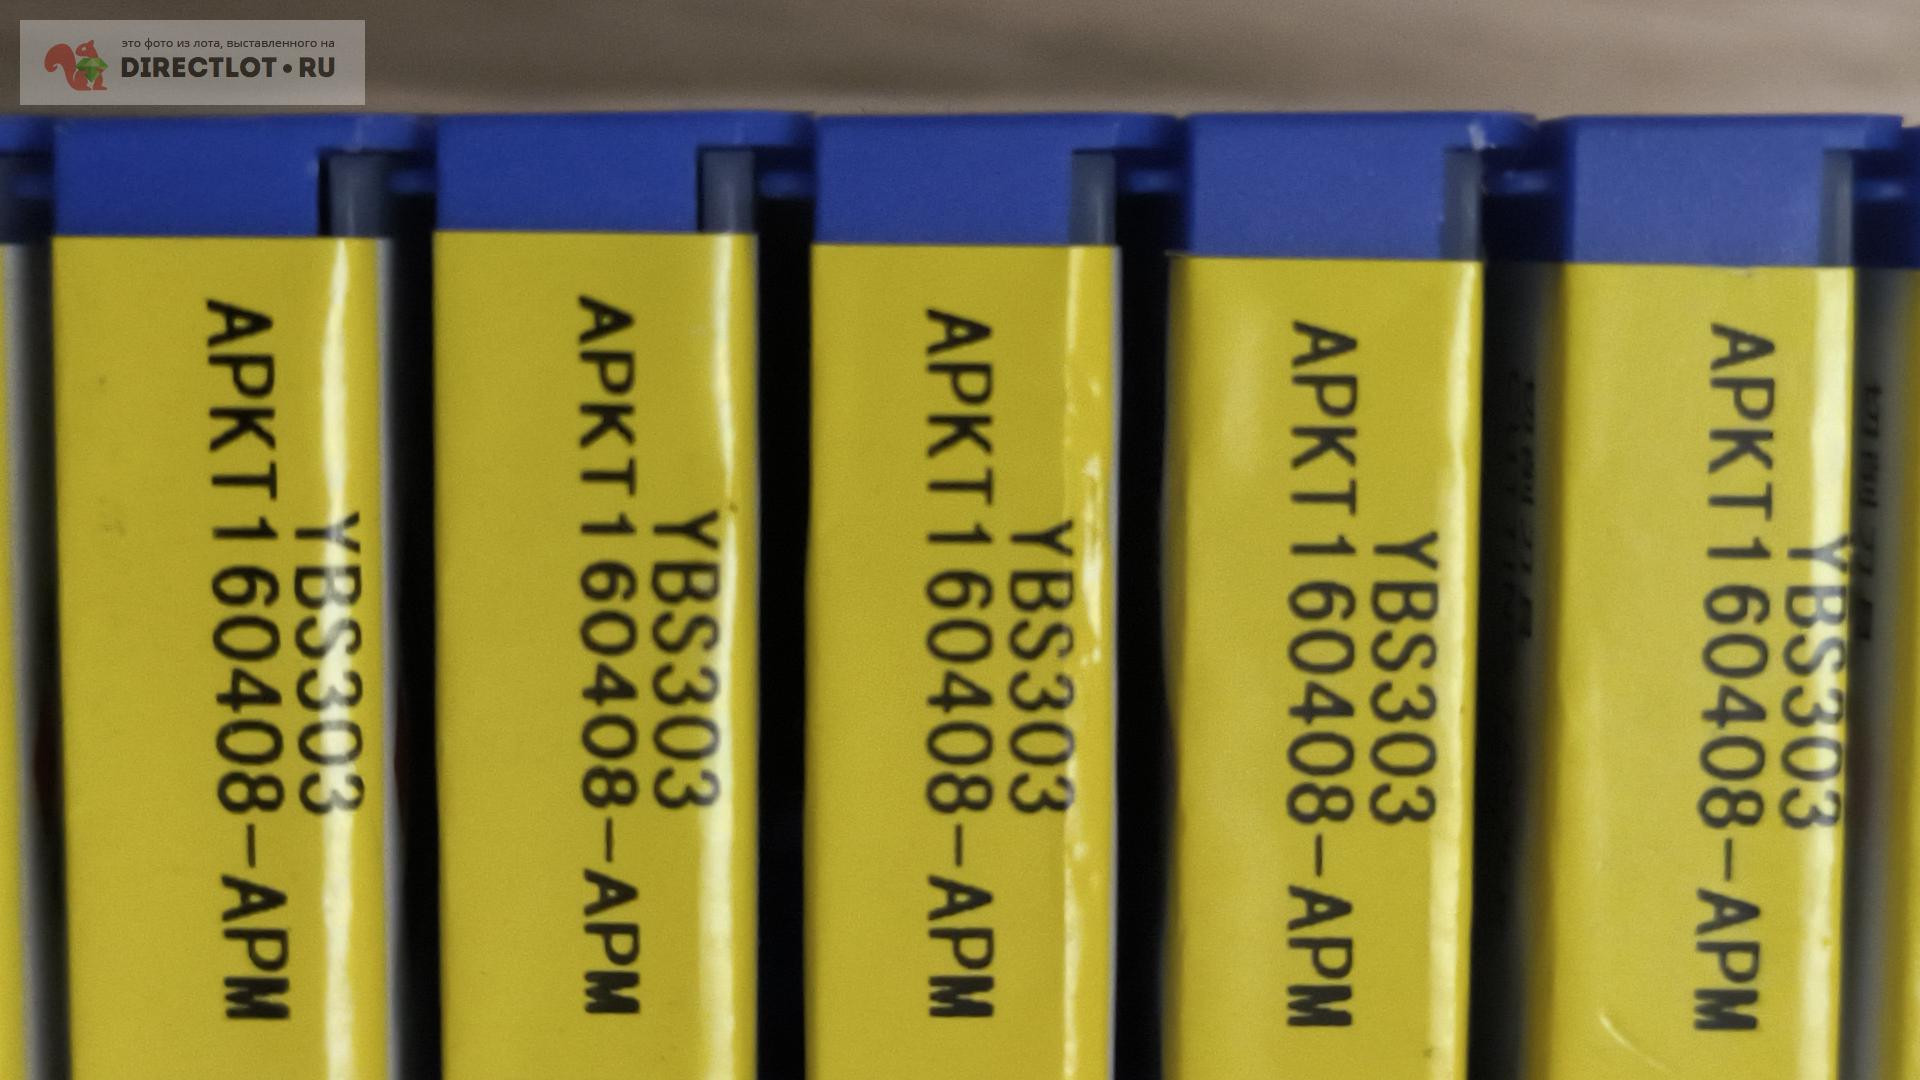 это фото из лота, выставленного на
DIRECTLOT•RU
YBS303
APKT160408-APM
YBS303
APKT160408-APM
YBS303
APKT160408-APM
YBS303
APKT160408-APM
YBS303
APKT160408-APM